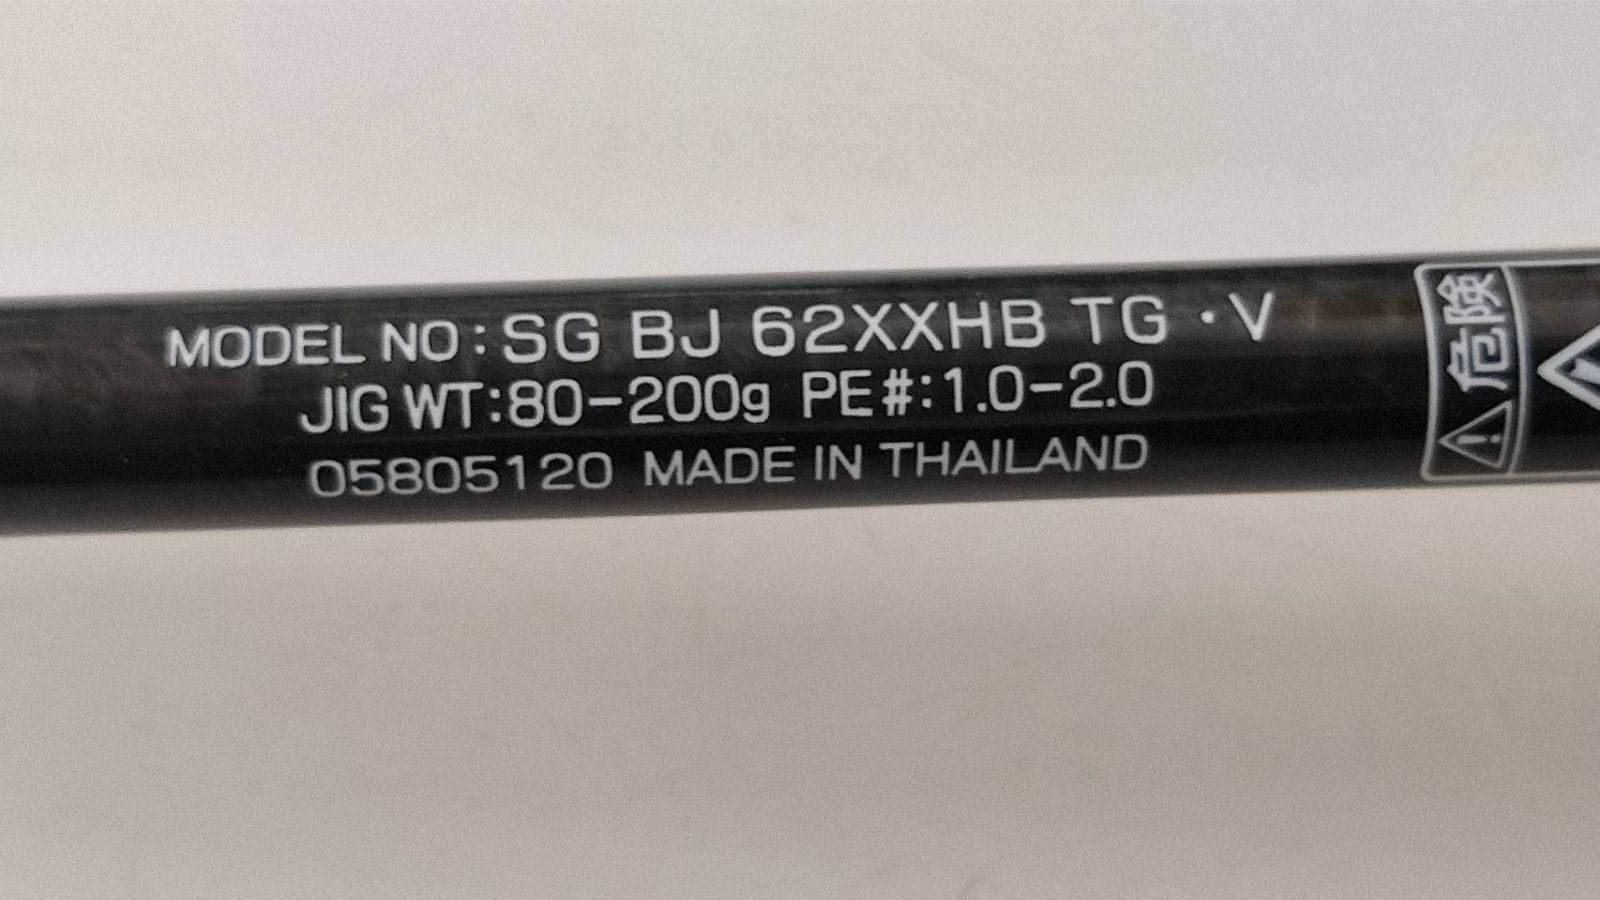 MODEL NO:SG BJ 62XXHB TG・V
JIG WT:80-200g PE#:1.0-2.0
05805120 MADE IN THAILAND
危険